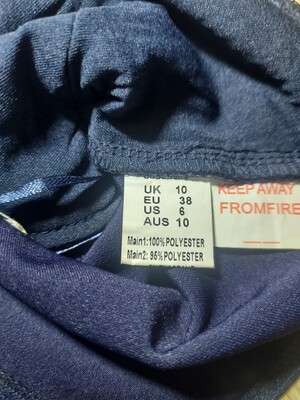 UK 10
EU 38
US 6
AUS 10
Main1:100%POLYESTER
Main2: 95%POLYESTER
KEEP AWAY
FROMFIRE